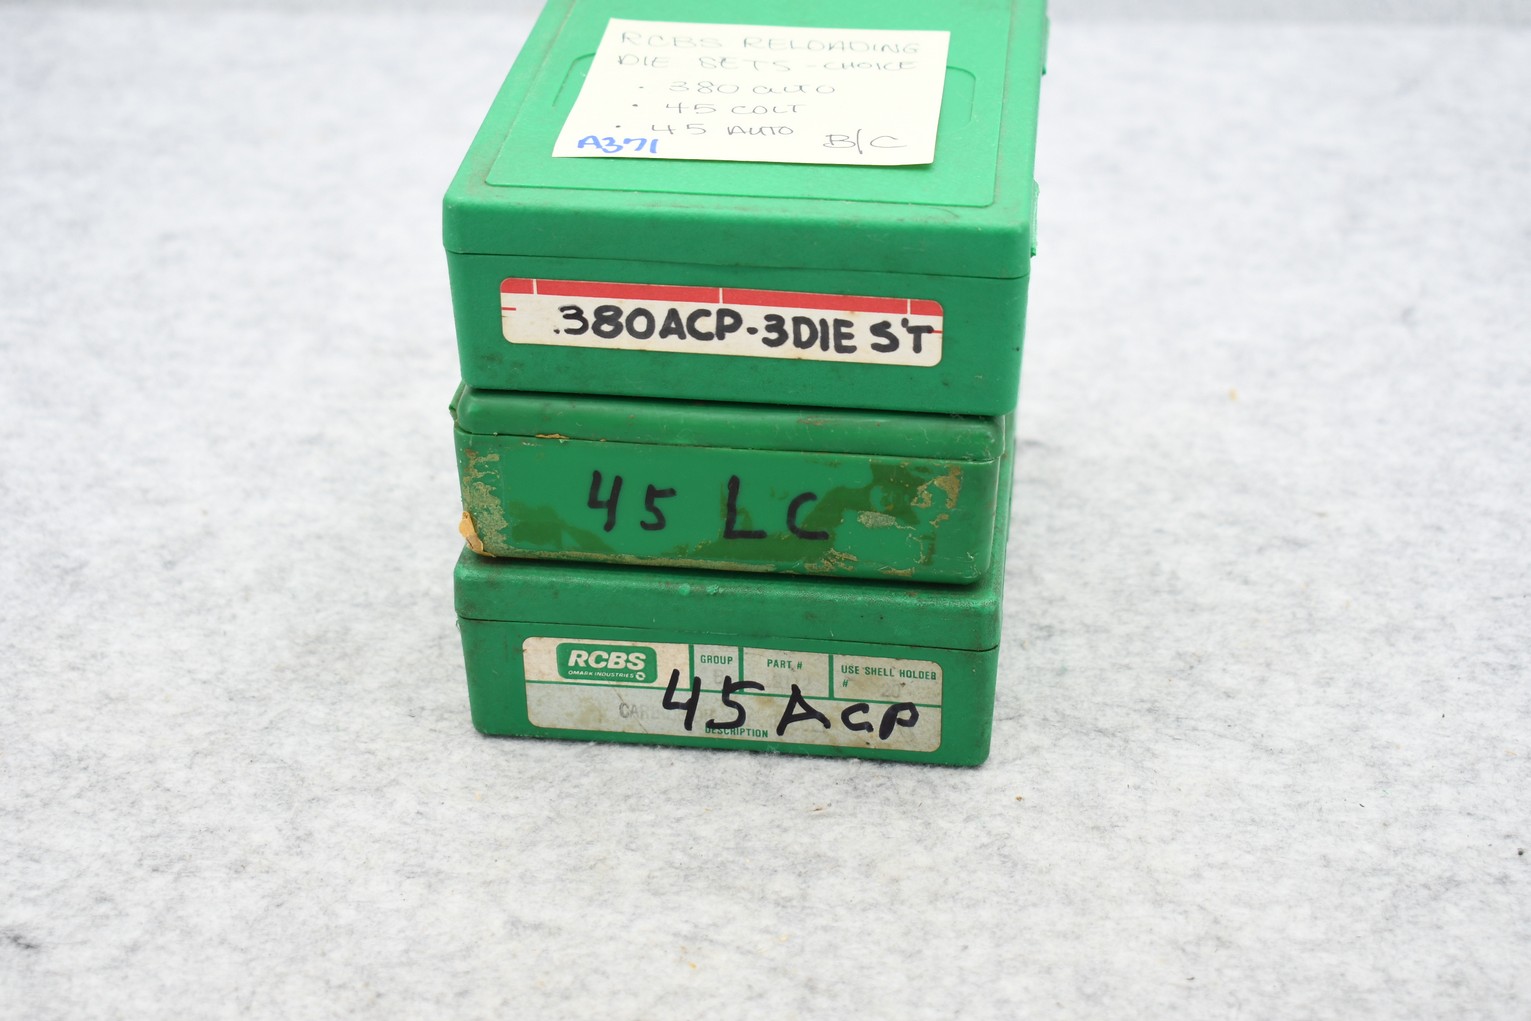 RCBS RELOADING
DIE SETS - CHOICE
· 380 AUTO
· 45 COLT
· 45 AUTO
A371
B/C
.380ACP-3DIE S'T
45 LC
RCBS
OMARK INDUSTRIES
GROUP
PART #
USE SHELL HOLDER
#
45 ACP
DESCRIPTION